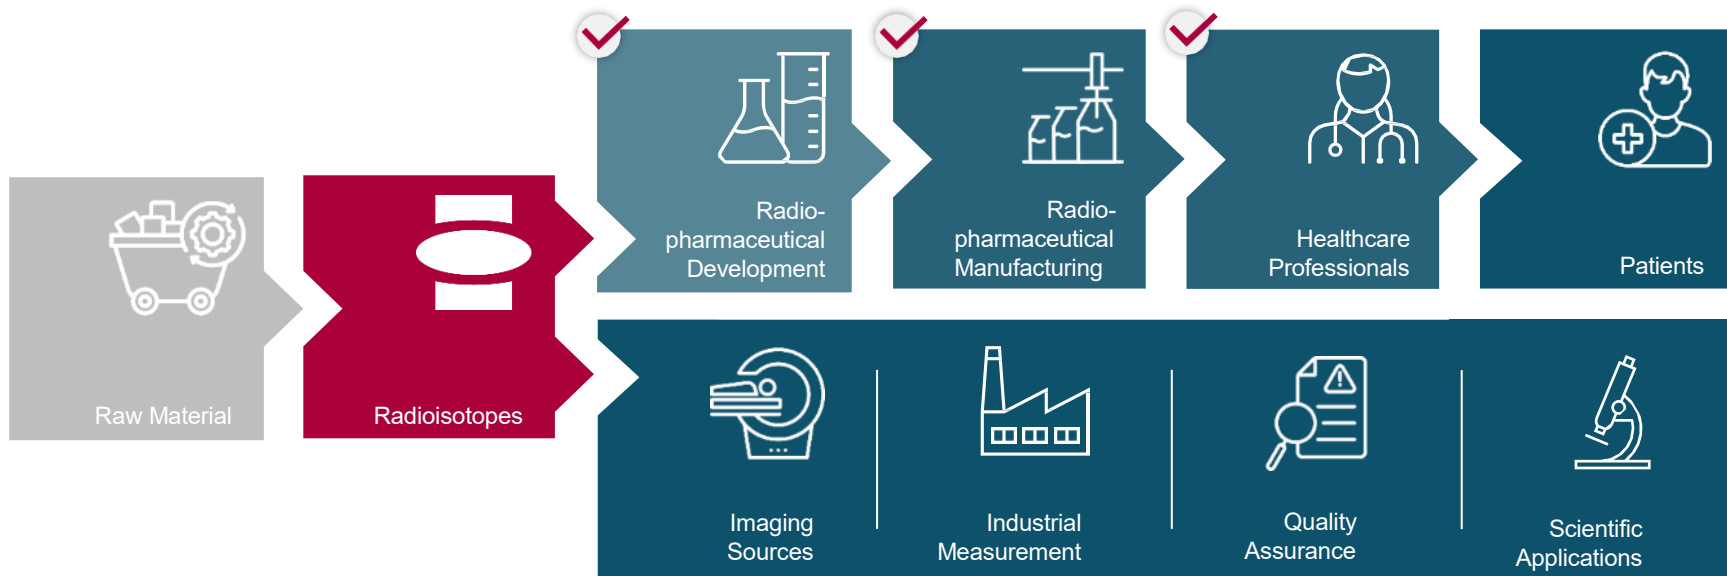 Raw Material
Radioisotopes
Radio-
pharmaceutical
Development
Radio-
pharmaceutical
Manufacturing
Healthcare
Professionals
Patients
Imaging
Sources
Industrial
Measurement
Quality
Assurance
Scientific
Applications